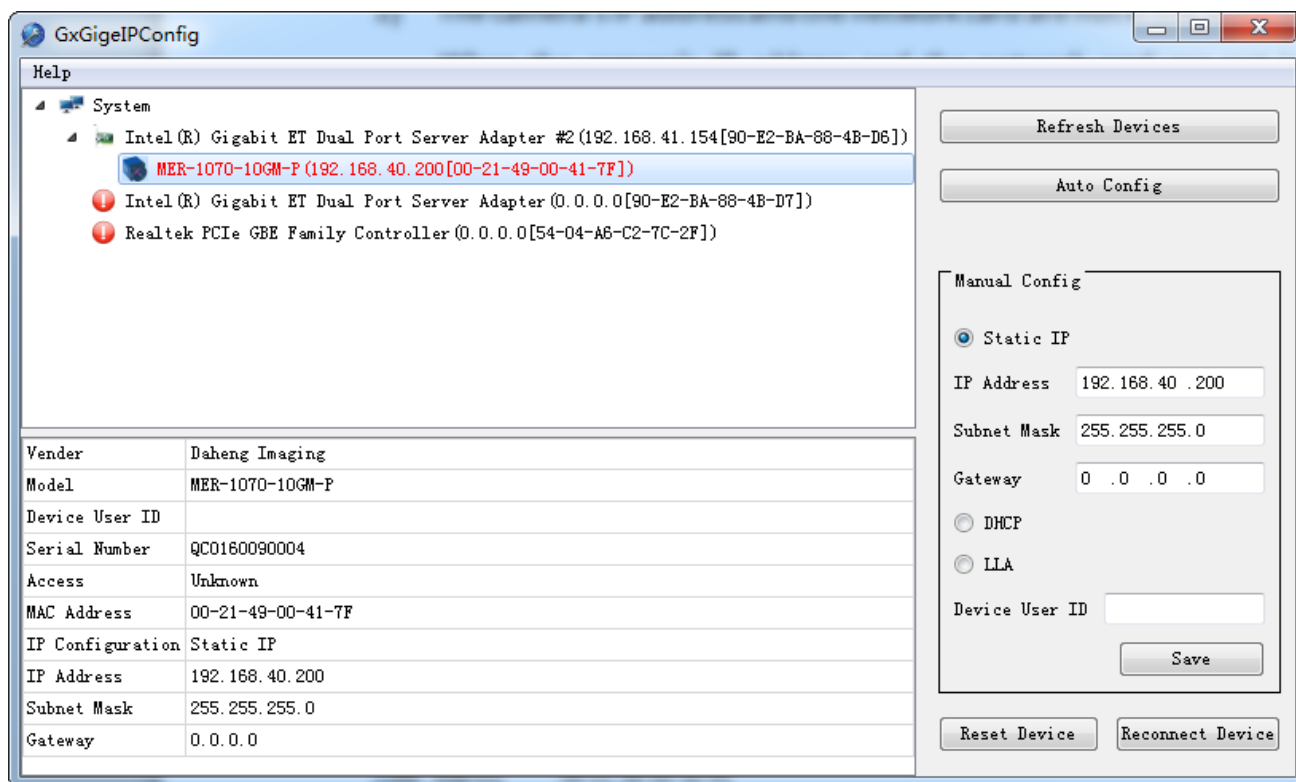 GxGigeIPConfig
Help
System
Intel(R) Gigabit ET Dual Port Server Adapter #2(192.168.41.154[90-E2-BA-88-4B-D6])
MER-1070-10GM-P(192.168.40.200[00-21-49-00-41-7F])
Intel(R) Gigabit ET Dual Port Server Adapter(0.0.0.0[90-E2-BA-88-4B-D7])
Realtek PCIe GBE Family Controller(0.0.0.0[54-04-A6-C2-7C-2F])
Vender Daheng Imaging
Model MER-1070-10GM-P
Device User ID
Serial Number QC0160090004
Access Unknown
MAC Address 00-21-49-00-41-7F
IP Configuration Static IP
IP Address 192.168.40.200
Subnet Mask 255.255.255.0
Gateway 0.0.0.0
Refresh Devices
Auto Config
Manual Config
Static IP
IP Address 192.168.40 .200
Subnet Mask 255.255.255.0
Gateway 0 .0 .0 .0
DHCP
LLA
Device User ID
Save
Reset Device
Reconnect Device